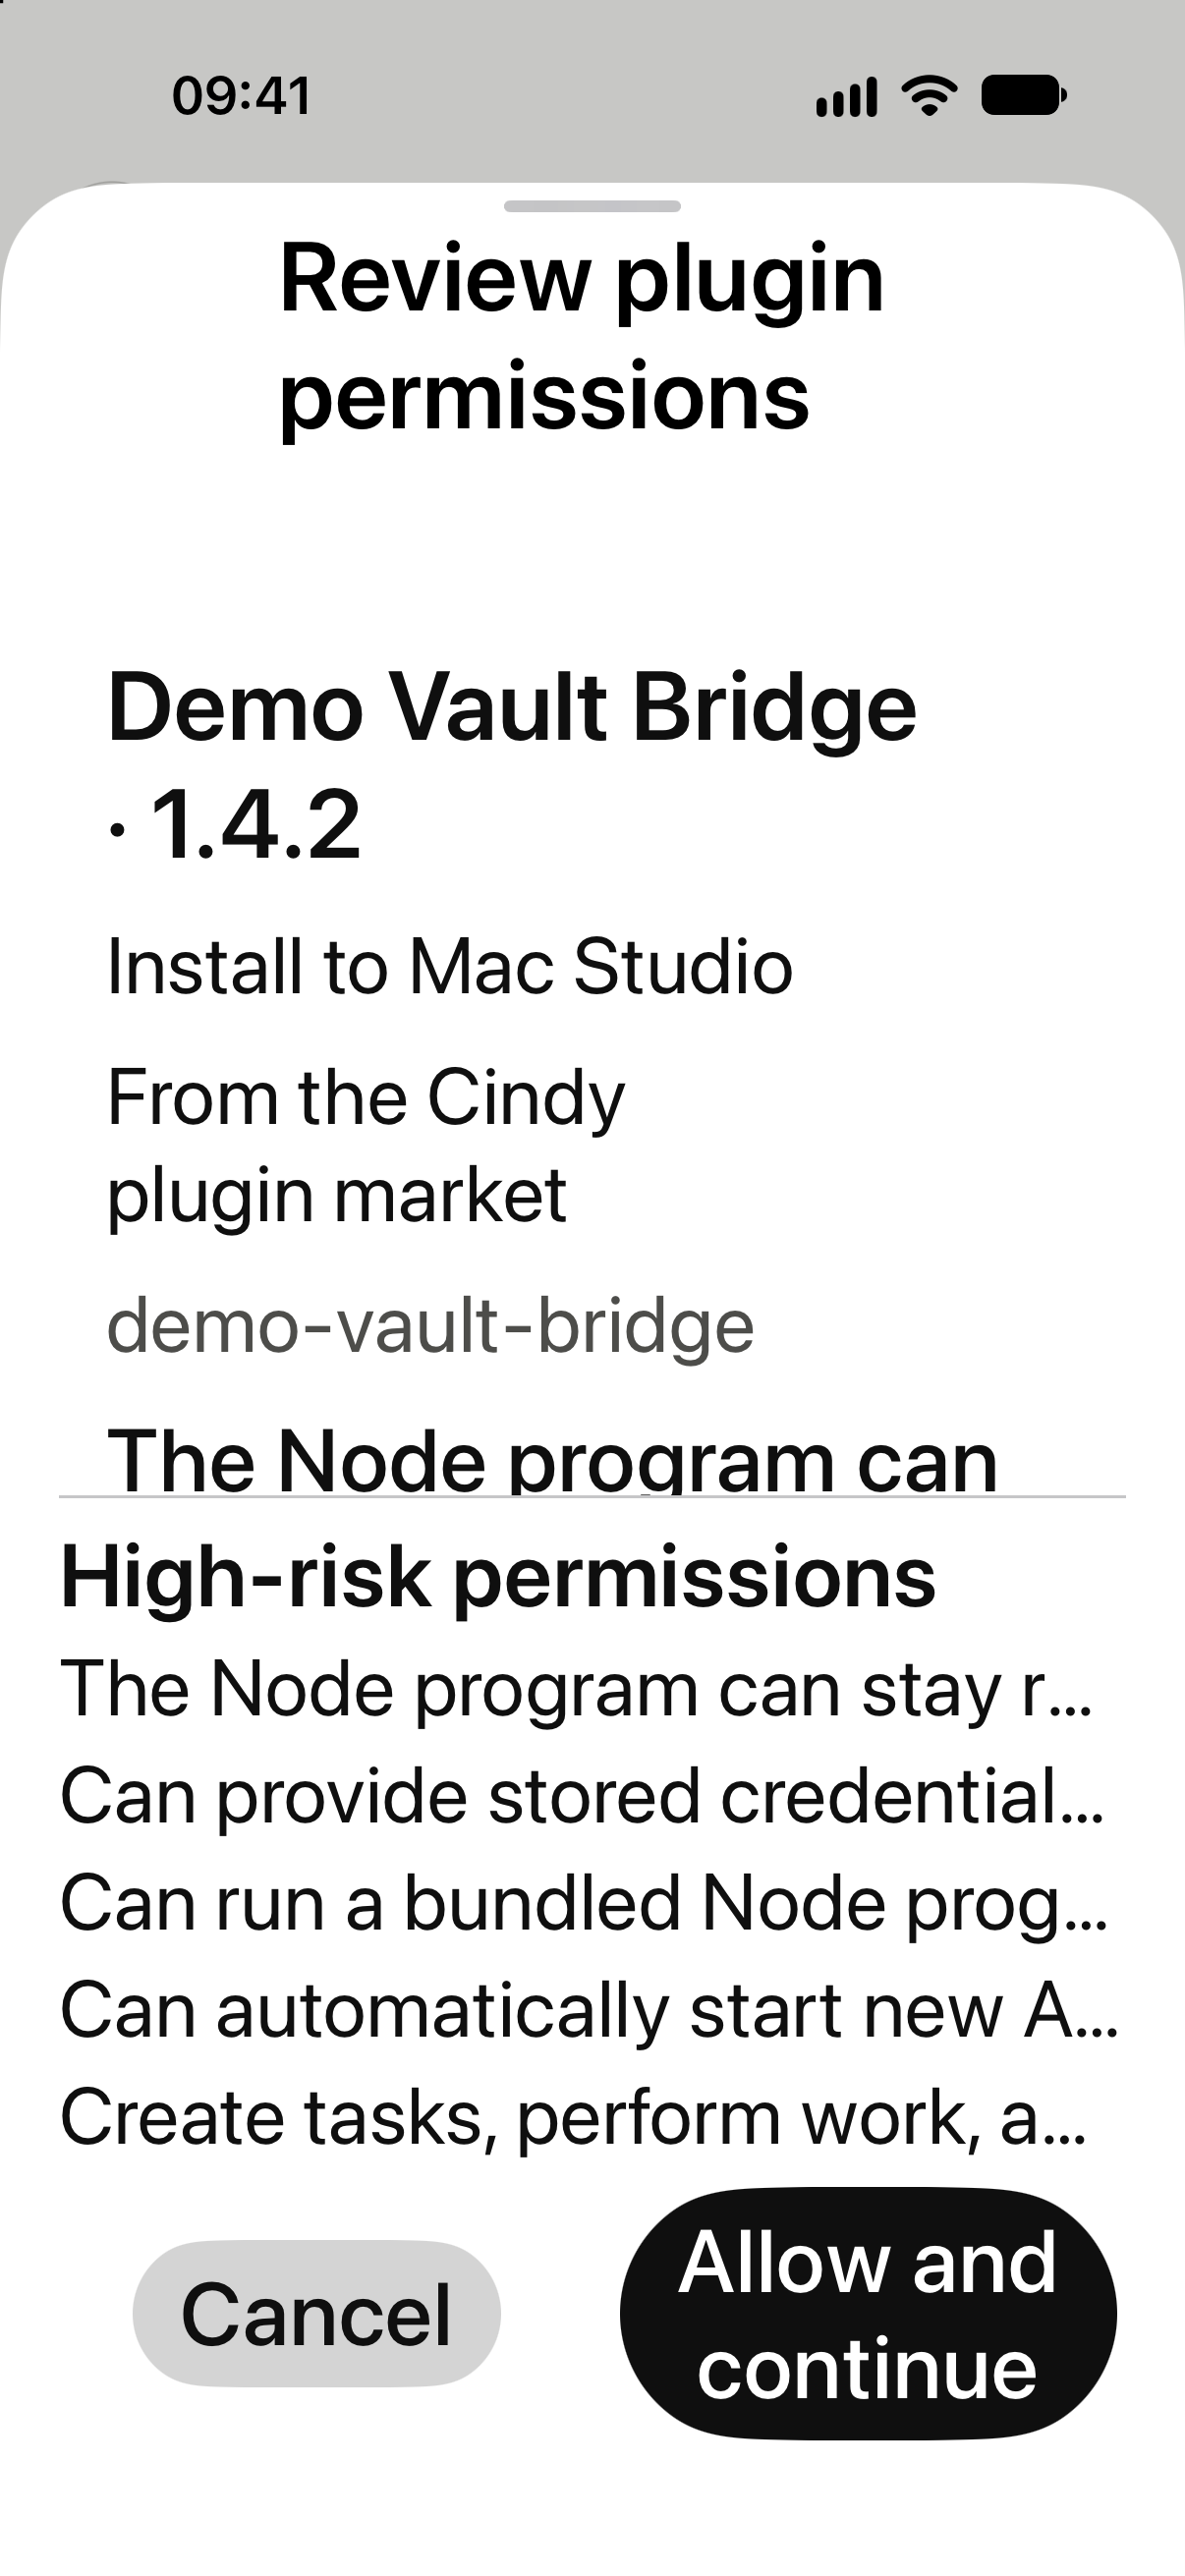 09:41
Review plugin
permissions
Demo Vault Bridge
· 1.4.2
Install to Mac Studio
From the Cindy
plugin market
demo-vault-bridge
The Node program can
High-risk permissions
The Node program can stay r...
Can provide stored credential...
Can run a bundled Node prog...
Can automatically start new A...
Create tasks, perform work, a...
Cancel
Allow and
continue